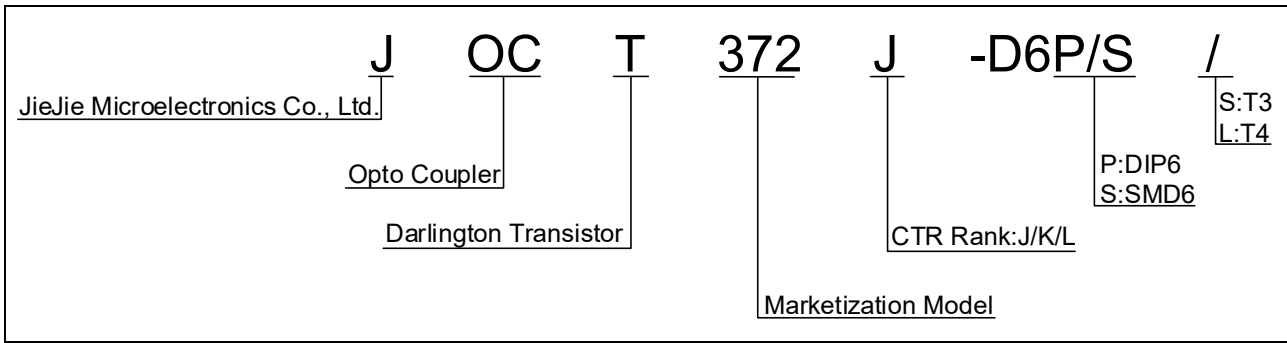 J OC T 372 J -D6P/S /
JieJie Microelectronics Co., Ltd.
S:T3
L:T4
Opto Coupler
P:DIP6
S:SMD6
Darlington Transistor
CTR Rank:J/K/L
Marketization Model